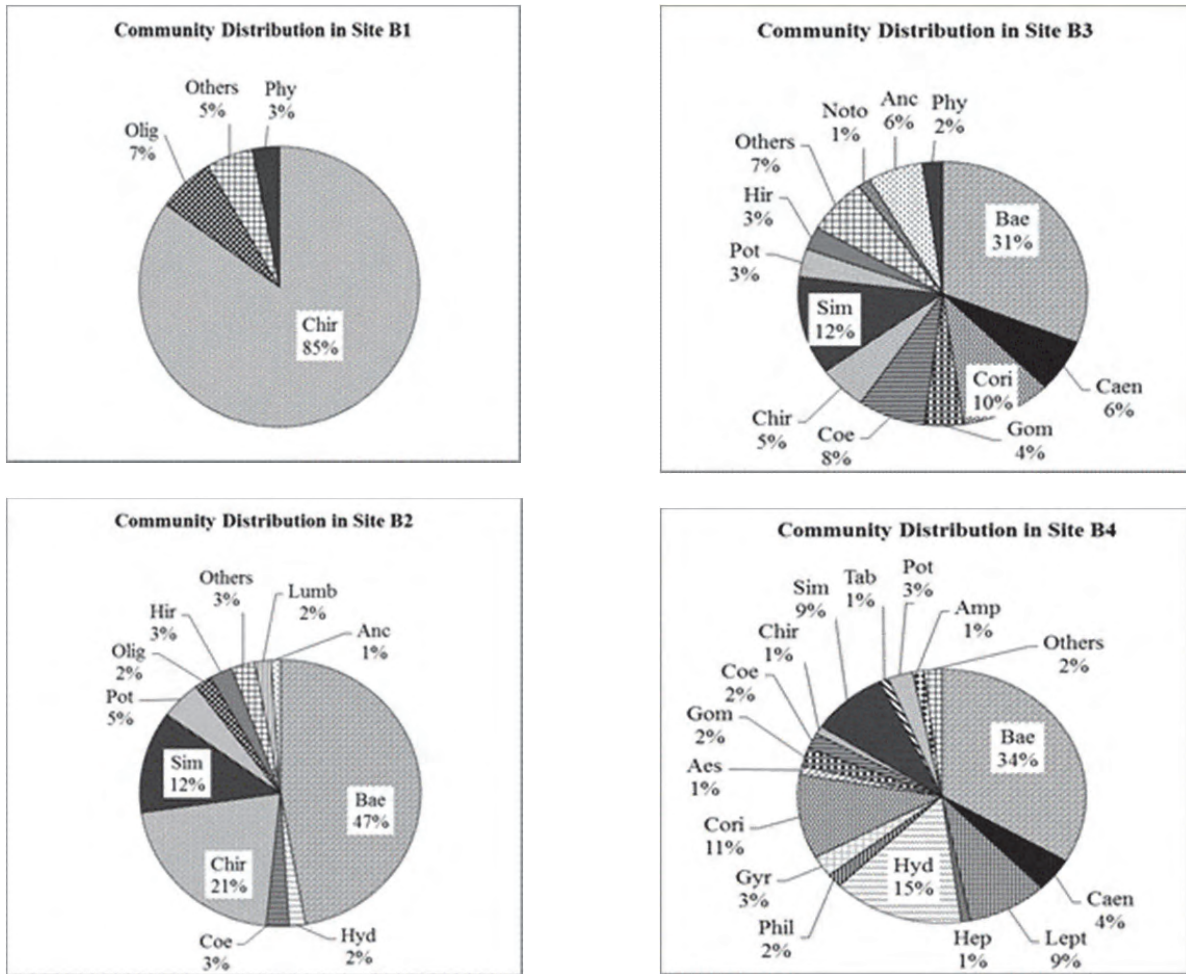 Community Distribution in Site B1
Others
5%
Phy
3%
Olig
7%
Chir
85%
Community Distribution in Site B3
Noto
1%
Anc
6%
Phy
2%
Others
7%
Hir
3%
Pot
3%
Sim
12%
Chir
5%
Coe
8%
Gom
4%
Cori
10%
Caen
6%
Bae
31%
Community Distribution in Site B2
Others
3%
Lumb
2%
Anc
1%
Hir
3%
Olig
2%
Pot
5%
Sim
12%
Chir
21%
Coe
3%
Hyd
2%
Bae
47%
Community Distribution in Site B4
Sim
9%
Tab
1%
Pot
3%
Amp
1%
Others
2%
Chir
1%
Coe
2%
Gom
2%
Aes
1%
Cori
11%
Gyr
3%
Phil
2%
Hyd
15%
Hep
1%
Lept
9%
Caen
4%
Bae
34%